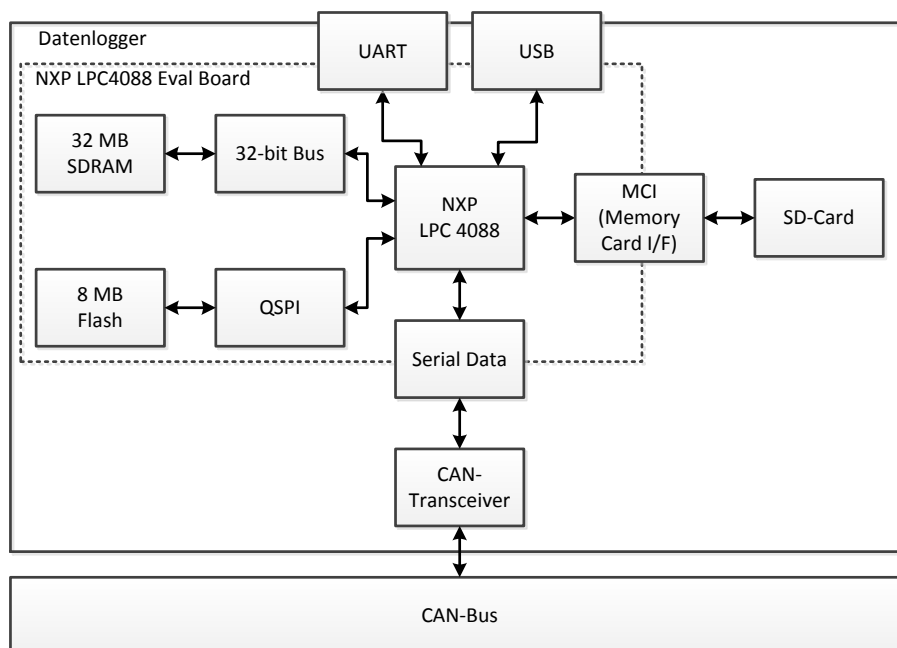 Datenlogger
UART
USB
NXP LPC4088 Eval Board
32 MB
SDRAM
32-bit Bus
NXP
LPC 4088
MCI
(Memory
Card I/F)
SD-Card
8 MB
Flash
QSPI
Serial Data
CAN-
Transceiver
CAN-Bus